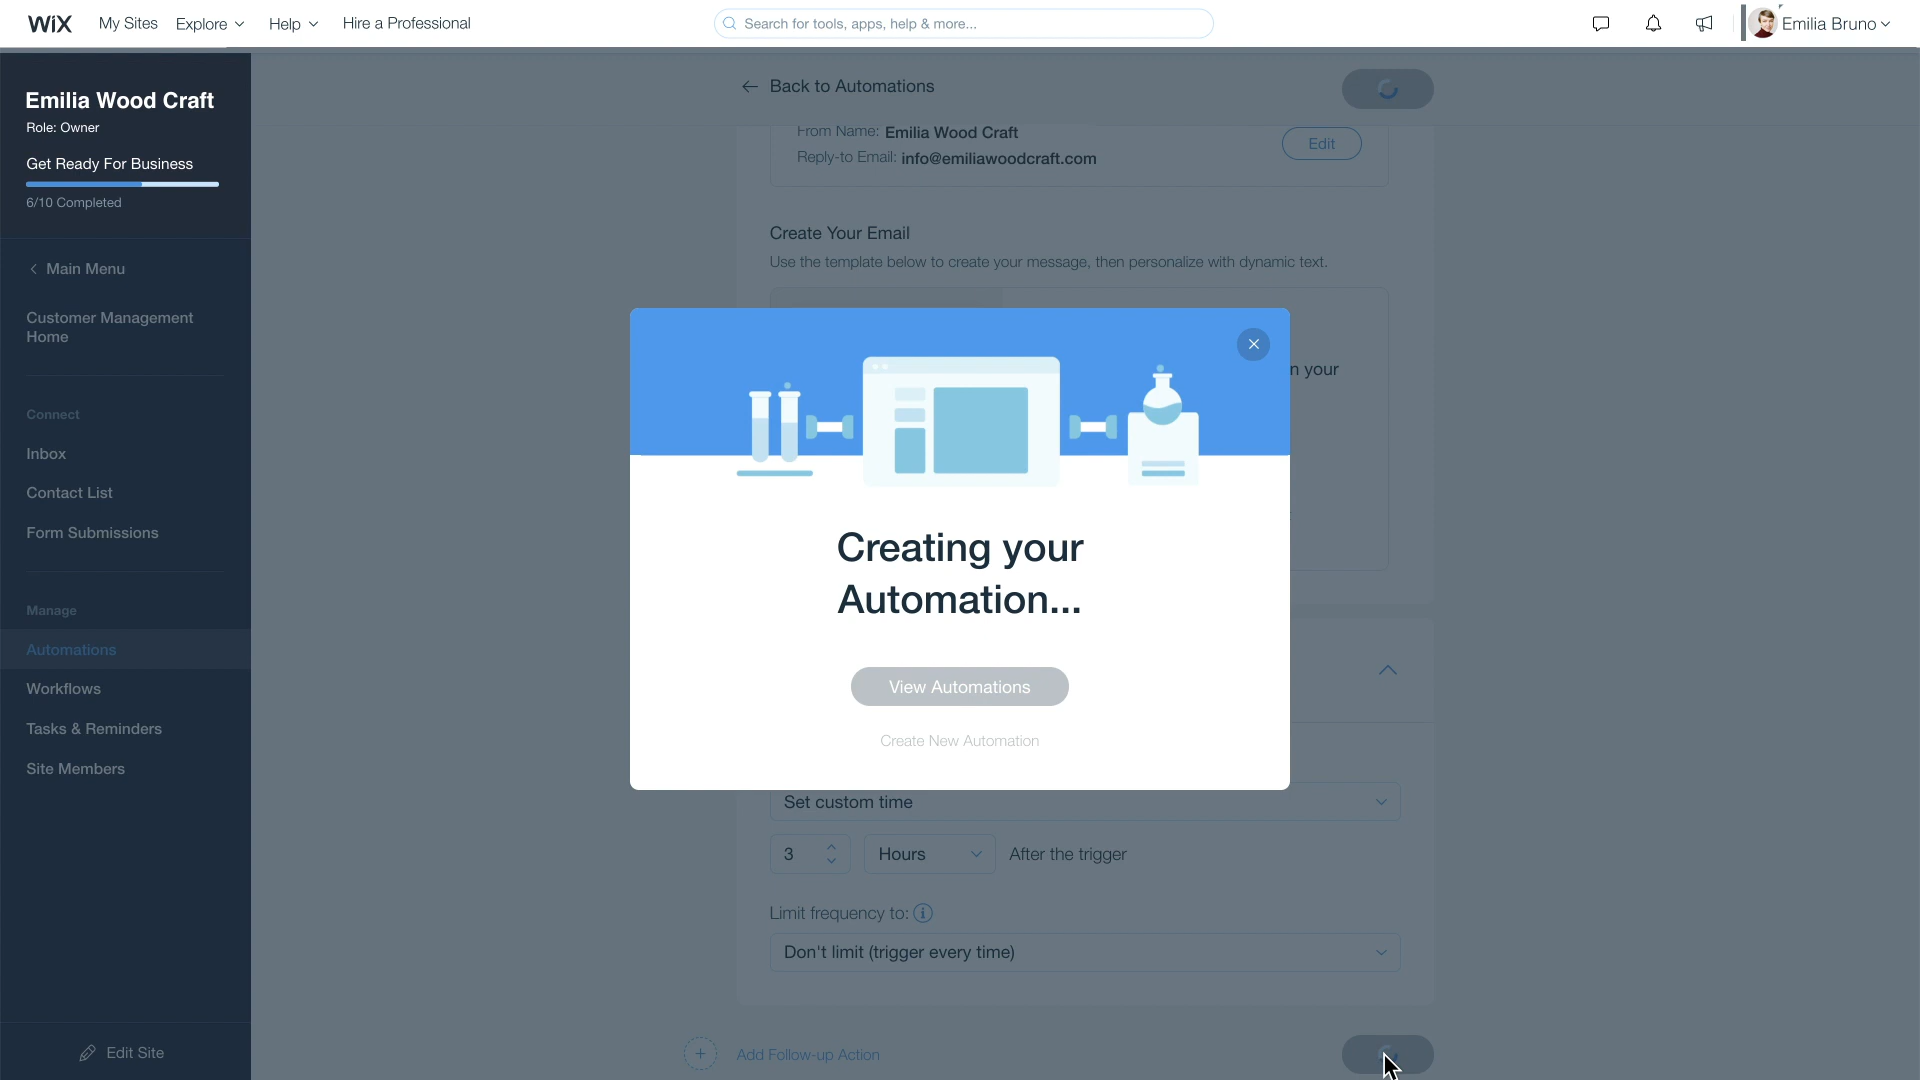 WiX
My Sites
Explore
Help
Hire a Professional
Search for tools, apps, help & more...
Emilia Bruno
Emilia Wood Craft
Role: Owner
Get Ready For Business
6/10 Completed
Main Menu
Customer Management
Home
Connect
Inbox
Contact List
Form Submissions
Manage
Automations
Workflows
Tasks & Reminders
Site Members
Edit Site
Back to Automations
From Name: Emilia Wood Craft
Reply-to Email: info@emiliawoodcraft.com
Edit
Create Your Email
Use the template below to create your message, then personalize with dynamic text.
n your
Creating your
Automation...
View Automations
Create New Automation
Set custom time
3
Hours
After the trigger
Limit frequency to:
Don't limit (trigger every time)
Add Follow-up Action